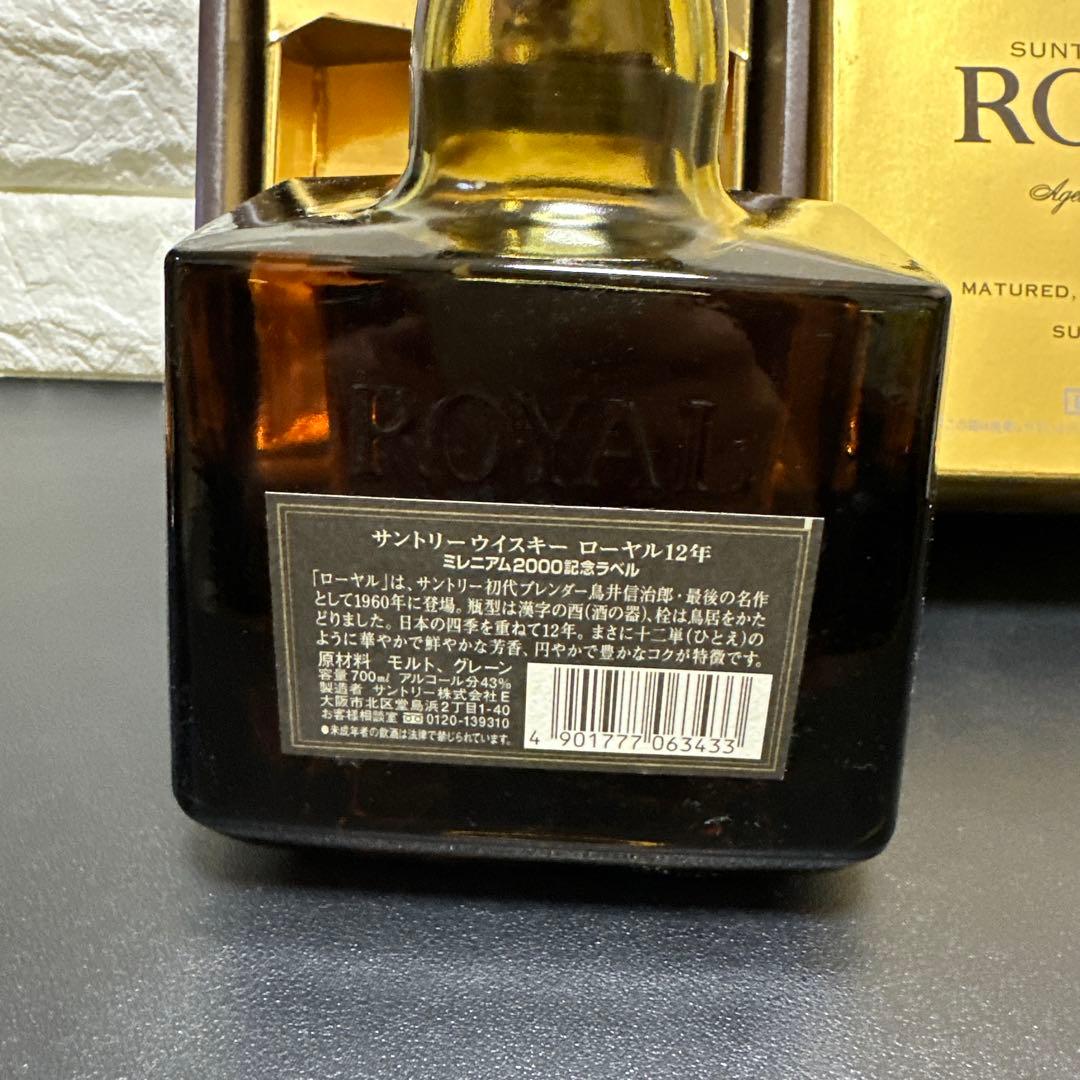 SUNT
RO
Age
MATURED,
SU
ROYAL
サントリーウイスキー ローヤル12年
ミレニアム2000記念ラベル
「ローヤル」は、サントリー初代ブレンダー鳥井信治郎・最後の名作
として1960年に登場。瓶型は漢字の酉(酒の器)、栓は鳥居をかた
どりました。日本の四季を重ねて12年。まさに十二単(ひとえ)の
ように華やかで鮮やかな芳香、円やかで豊かなコクが特徴です。
原材料 モルト、グレーン
容量700㎖ アルコール分43%
製造者 サントリー株式会社E
大阪市北区堂島浜2丁目1-40
お客様相談室 0120-139310
●未成年者の飲酒は法律で禁じられています。
4 901777 063433